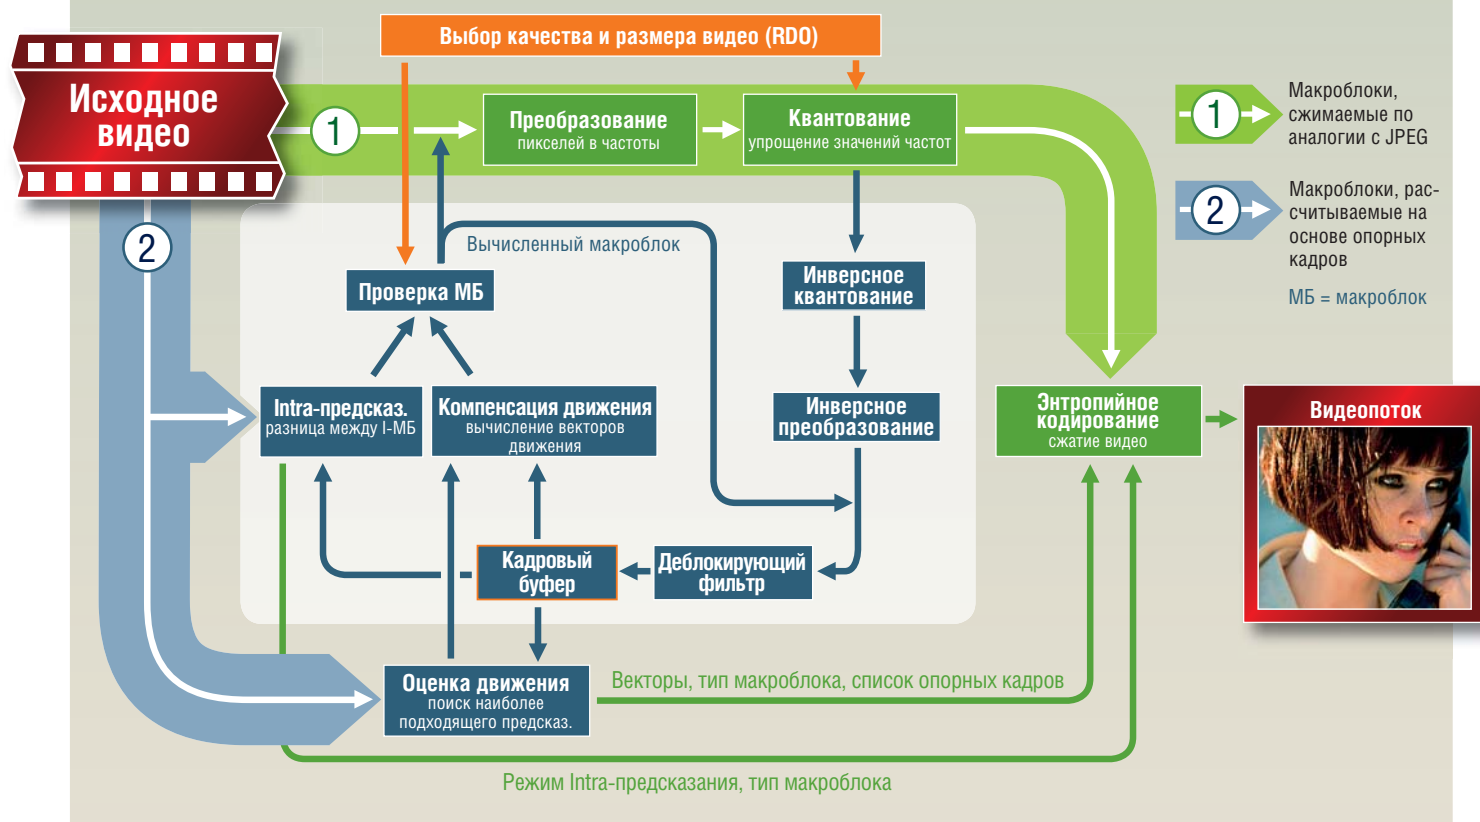 Выбор качества и размера видео (RDO)
Исходное
видео
1
Преобразование
пикселей в частоты
Квантование
упрощение значений частот
1
Макроблоки,
сжимаемые по
аналогии с JPEG
2
Макроблоки, рас-
считываемые на
основе опорных
кадров
МБ = макроблок
2
Вычисленный макроблок
Проверка МБ
Инверсное
квантование
Intra-предсказ.
разница между I-МБ
Компенсация движения
вычисление векторов
движения
Инверсное
преобразование
Энтропийное
кодирование
сжатие видео
Видеопоток
Кадровый
буфер
Деблокирующий
фильтр
Оценка движения
поиск наиболее
подходящего предсказ.
Векторы, тип макроблока, список опорных кадров
Режим Intra-предсказания, тип макроблока